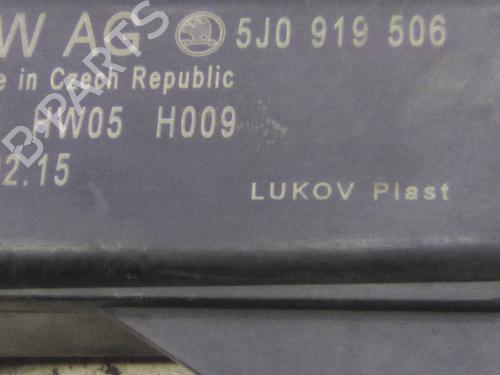 W AG 5J0 919 506
e in Czech Republic
HW05 H009
2.15
LUKOV Plast